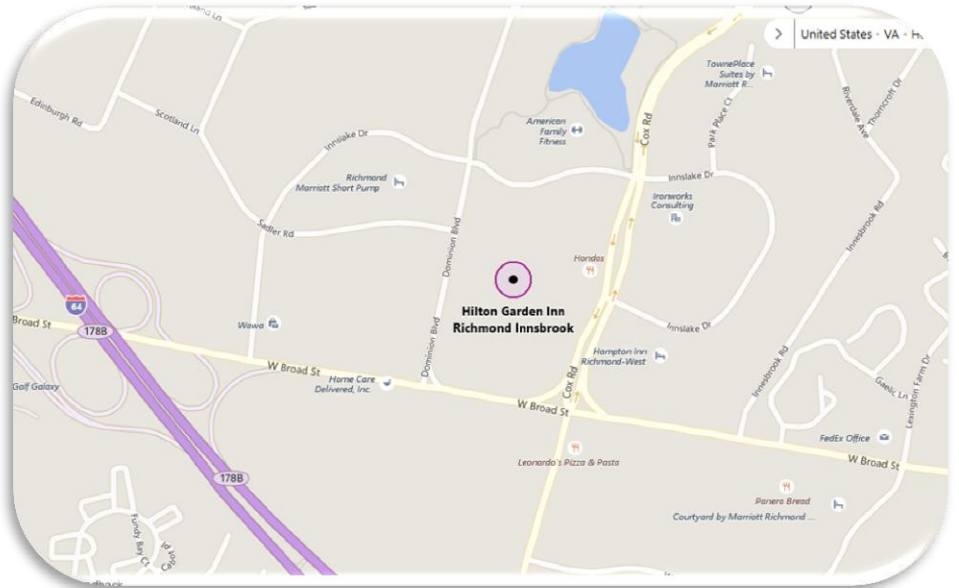 United States · VA · H
TownePlace
Suites by
Marriott R...
Thorncroft Dr
Riverdale Ave
Edinburgh Rd
Scotland Ln
Innslake Dr
American
Family
Fitness
Cox Rd
Park Place Ct
Richmond
Marriott Short Pump
Innslake Dr
Ironworks
Consulting
Innesbrook Rd
Sadler Rd
Dominion Blvd
Hondos
Hilton Garden Inn
Richmond Innsbrook
64
Broad St
178B
Wawa
Dominion Blvd
Innslake Dr
Hampton Inn
Richmond-West
W Broad St
Home Care
Delivered, Inc.
Golf Galaxy
Cox Rd
Innesbrook Rd
Gaelic Ln
Lexington Farm Dr
W Broad St
FedEx Office
Leonardo's Pizza & Pasta
W Broad St
178B
Panera Bread
Courtyard by Marriott Richmond ...
Fundy Bay C